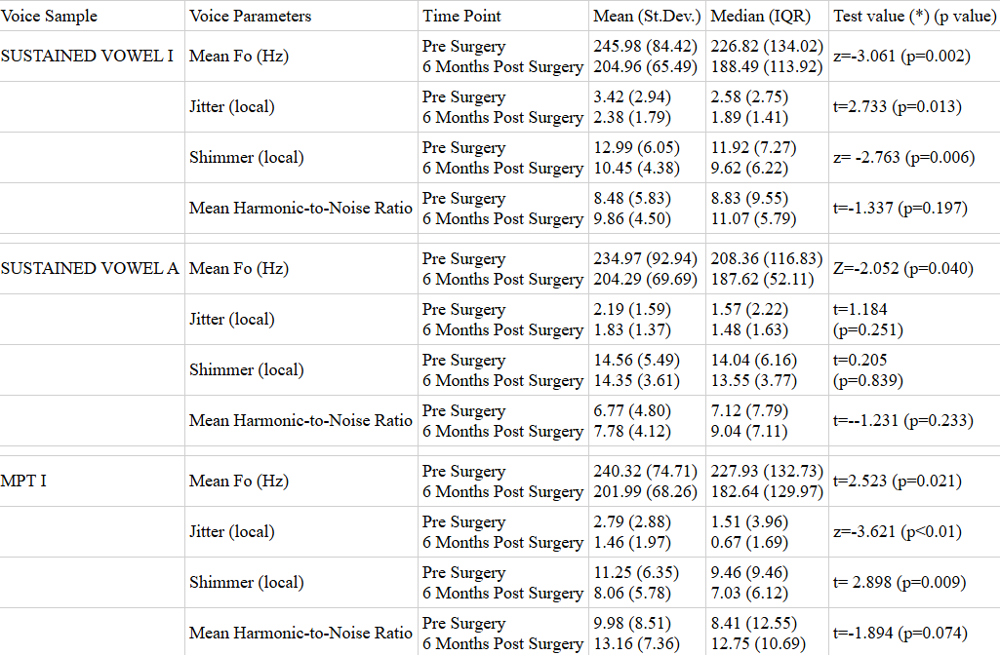 Voice Sample Voice Parameters Time Point Mean (St.Dev.) Median (IQR) Test value (*) (p value)
SUSTAINED VOWEL I Mean Fo (Hz) Pre Surgery 245.98 (84.42) 226.82 (134.02) z=-3.061 (p=0.002)
6 Months Post Surgery 204.96 (65.49) 188.49 (113.92)
Jitter (local) Pre Surgery 3.42 (2.94) 2.58 (2.75) t=2.733 (p=0.013)
6 Months Post Surgery 2.38 (1.79) 1.89 (1.41)
Shimmer (local) Pre Surgery 12.99 (6.05) 11.92 (7.27) z= -2.763 (p=0.006)
6 Months Post Surgery 10.45 (4.38) 9.62 (6.22)
Mean Harmonic-to-Noise Ratio Pre Surgery 8.48 (5.83) 8.83 (9.55) t=-1.337 (p=0.197)
6 Months Post Surgery 9.86 (4.50) 11.07 (5.79)
SUSTAINED VOWEL A Mean Fo (Hz) Pre Surgery 234.97 (92.94) 208.36 (116.83) Z=-2.052 (p=0.040)
6 Months Post Surgery 204.29 (69.69) 187.62 (52.11)
Jitter (local) Pre Surgery 2.19 (1.59) 1.57 (2.22) t=1.184
6 Months Post Surgery 1.83 (1.37) 1.48 (1.63) (p=0.251)
Shimmer (local) Pre Surgery 14.56 (5.49) 14.04 (6.16) t=0.205
6 Months Post Surgery 14.35 (3.61) 13.55 (3.77) (p=0.839)
Mean Harmonic-to-Noise Ratio Pre Surgery 6.77 (4.80) 7.12 (7.79) t=--1.231 (p=0.233)
6 Months Post Surgery 7.78 (4.12) 9.04 (7.11)
MPT I Mean Fo (Hz) Pre Surgery 240.32 (74.71) 227.93 (132.73) t=2.523 (p=0.021)
6 Months Post Surgery 201.99 (68.26) 182.64 (129.97)
Jitter (local) Pre Surgery 2.79 (2.88) 1.51 (3.96) z=-3.621 (p<0.01)
6 Months Post Surgery 1.46 (1.97) 0.67 (1.69)
Shimmer (local) Pre Surgery 11.25 (6.35) 9.46 (9.46) t= 2.898 (p=0.009)
6 Months Post Surgery 8.06 (5.78) 7.03 (6.12)
Mean Harmonic-to-Noise Ratio Pre Surgery 9.98 (8.51) 8.41 (12.55) t=-1.894 (p=0.074)
6 Months Post Surgery 13.16 (7.36) 12.75 (10.69)